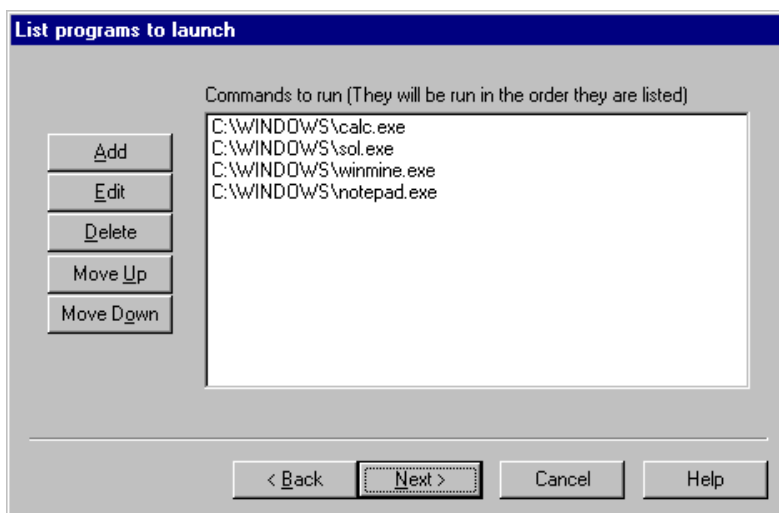 List programs to launch
Commands to run (They will be run in the order they are listed)
Add
Edit
Delete
Move Up
Move Down
C:\WINDOWS\calc.exe
C:\WINDOWS\sol.exe
C:\WINDOWS\winmine.exe
C:\WINDOWS\notepad.exe
< Back
Next >
Cancel
Help